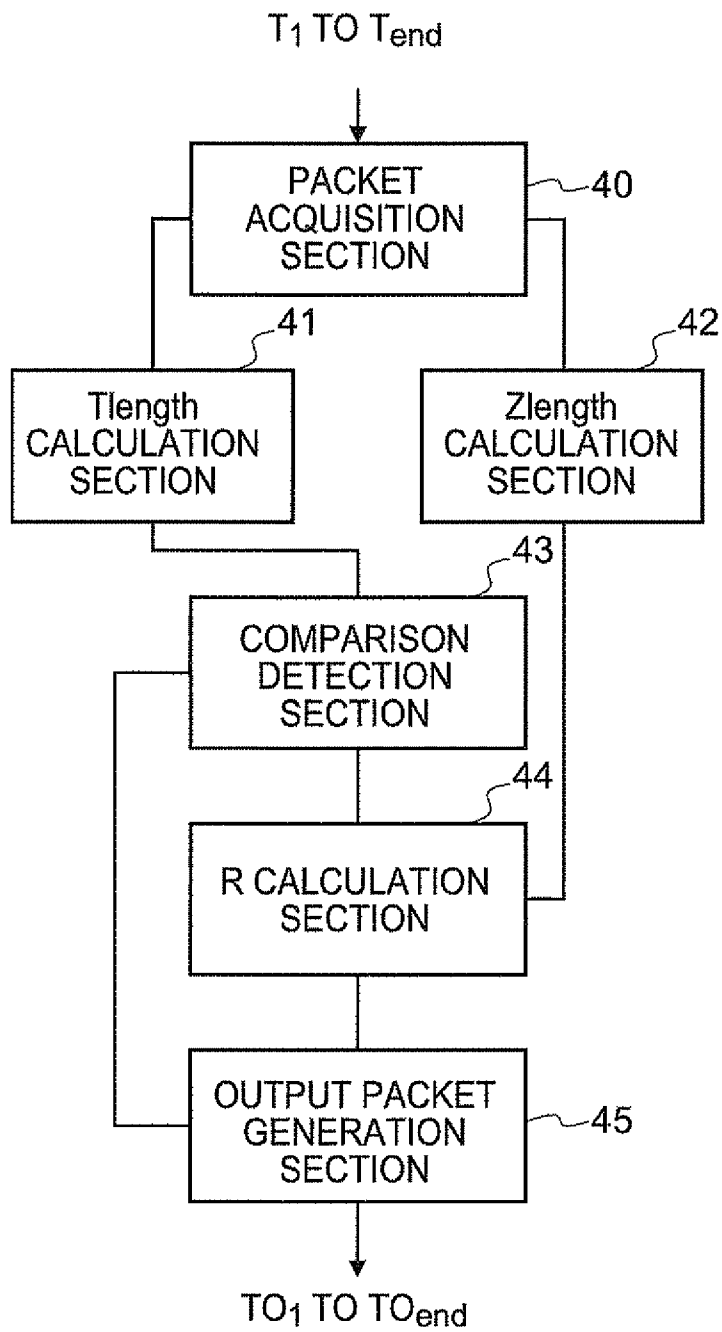 T1 TO Tend
PACKET
ACQUISITION
SECTION
40
41
42
Tlength
CALCULATION
SECTION
Zlength
CALCULATION
SECTION
43
COMPARISON
DETECTION
SECTION
44
R CALCULATION
SECTION
OUTPUT PACKET
GENERATION
SECTION
45
TO1 TO TOend